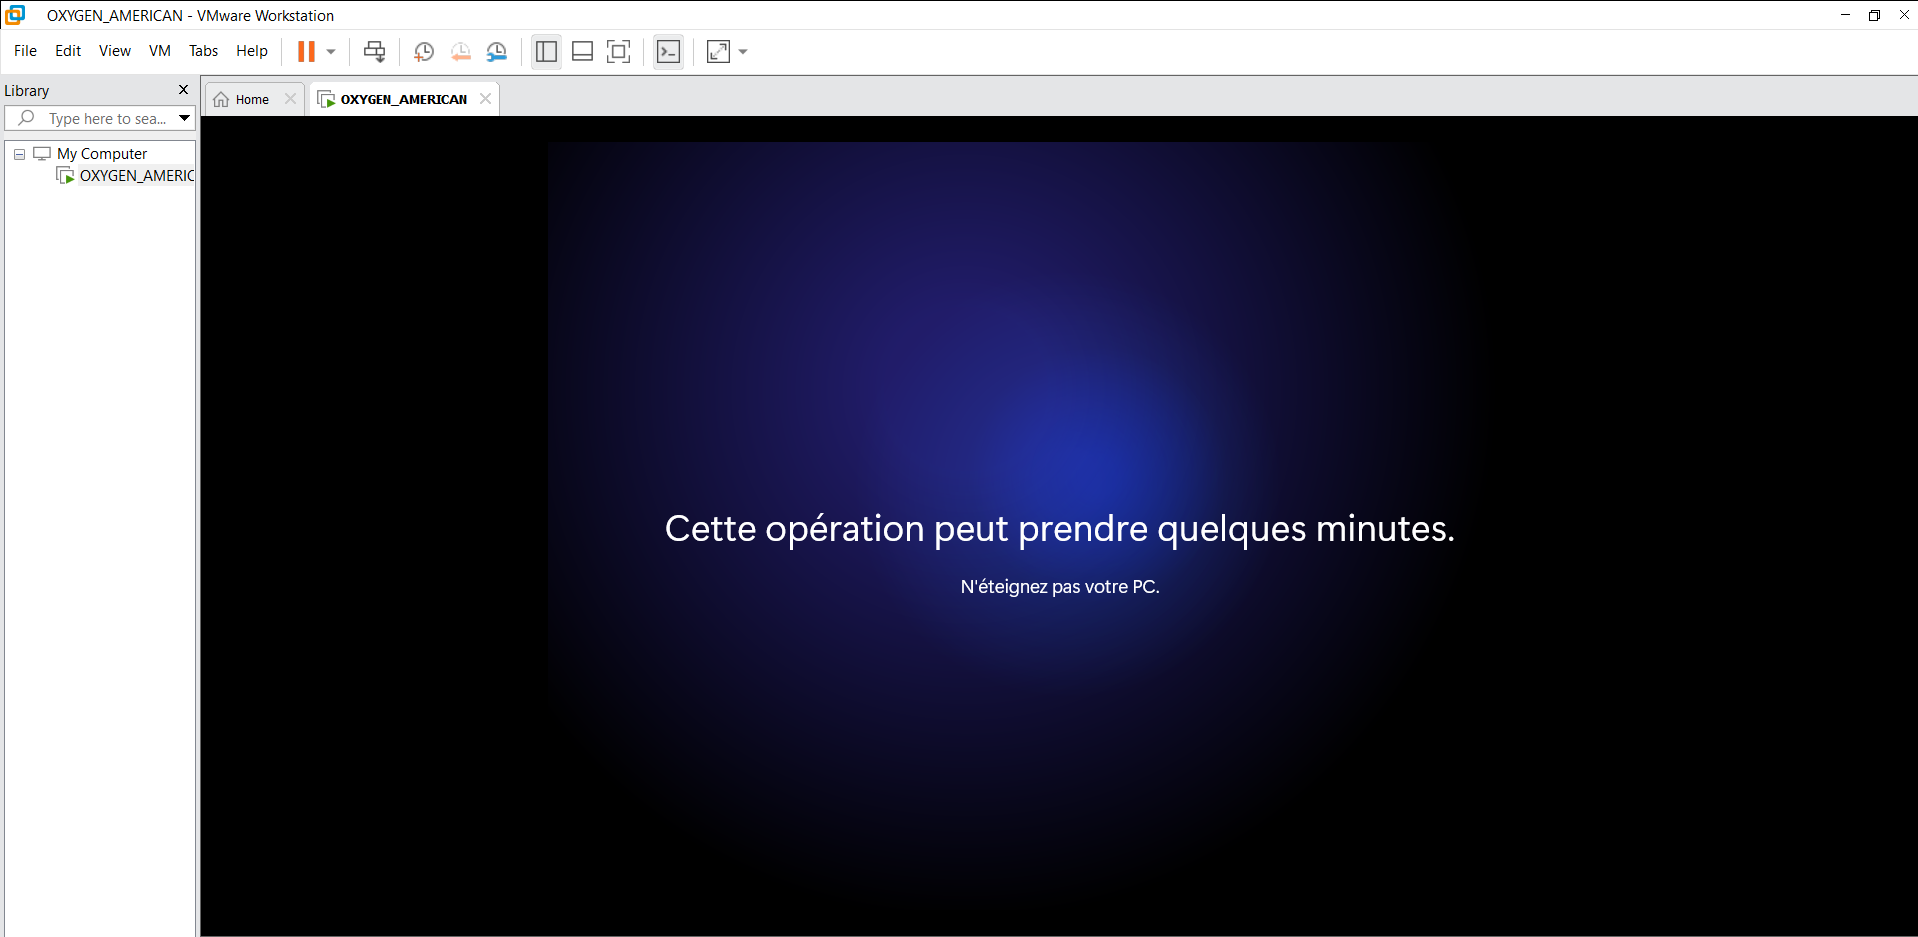 OXYGEN_AMERICAN - VMware Workstation
File Edit View VM Tabs Help
Library
Home
OXYGEN_AMERICAN
Type here to sea...
My Computer
OXYGEN_AMERIC
Cette opération peut prendre quelques minutes.
N'éteignez pas votre PC.